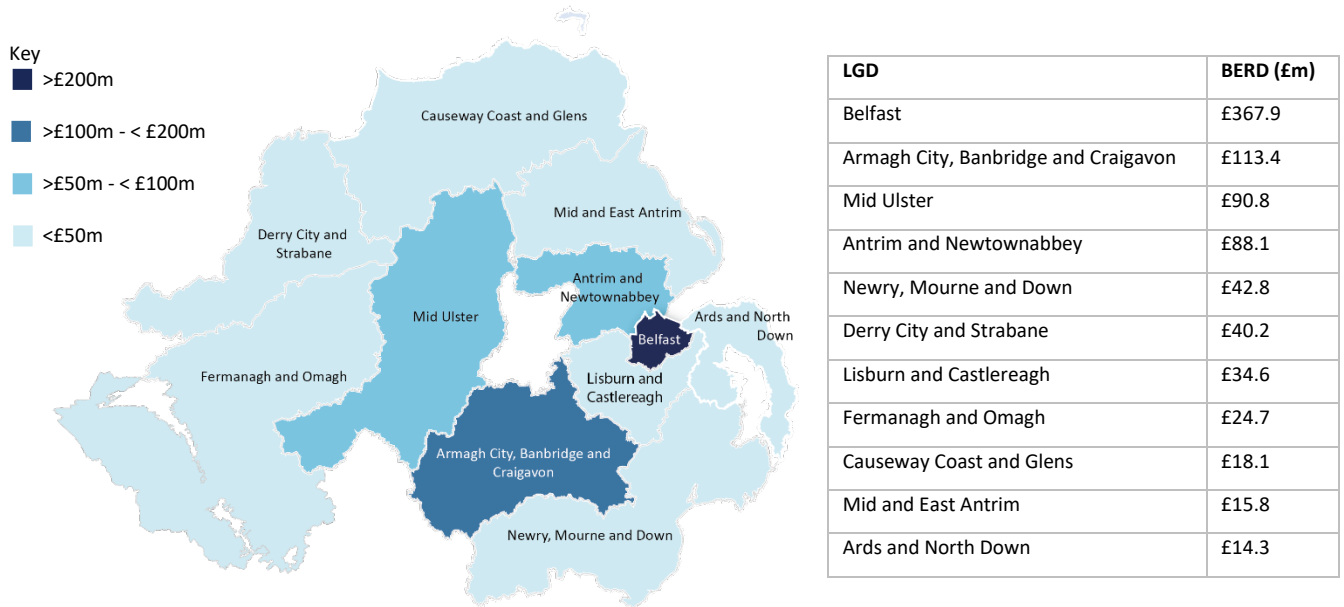 Key
>£200m
>£100m - < £200m
>£50m - < £100m
<£50m
Causeway Coast and Glens
Mid and East Antrim
Derry City and
Strabane
Antrim and
Newtownabbey
Mid Ulster
Ards and North
Down
Belfast
Fermanagh and Omagh
Lisburn and
Castlereagh
Armagh City, Banbridge and
Craigavon
Newry, Mourne and Down
LGD BERD (£m)
Belfast £367.9
Armagh City, Banbridge and Craigavon £113.4
Mid Ulster £90.8
Antrim and Newtownabbey £88.1
Newry, Mourne and Down £42.8
Derry City and Strabane £40.2
Lisburn and Castlereagh £34.6
Fermanagh and Omagh £24.7
Causeway Coast and Glens £18.1
Mid and East Antrim £15.8
Ards and North Down £14.3